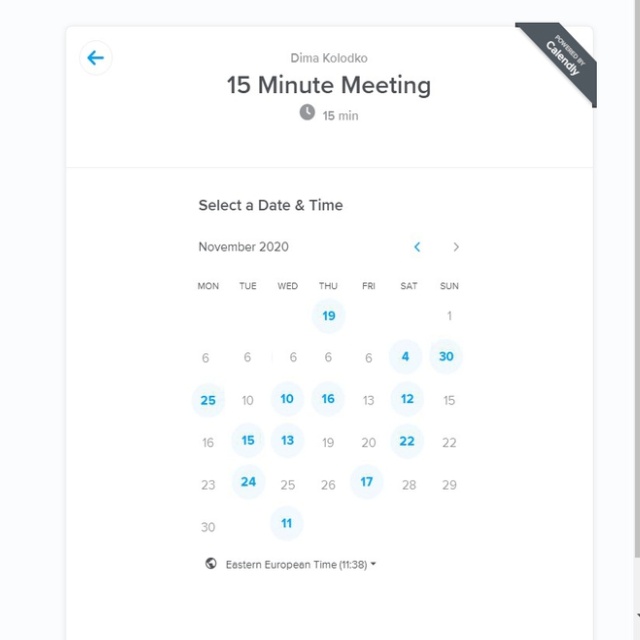 Dima Kolodko
15 Minute Meeting
15 min
POWERED BY
Calendly
Select a Date & Time
November 2020
MON TUE WED THU FRI SAT SUN
19 1
6 6 6 6 6 4 30
25 10 10 16 13 12 15
16 15 13 19 20 22 22
23 24 25 26 17 28 29
30 11
Eastern European Time (11:38)